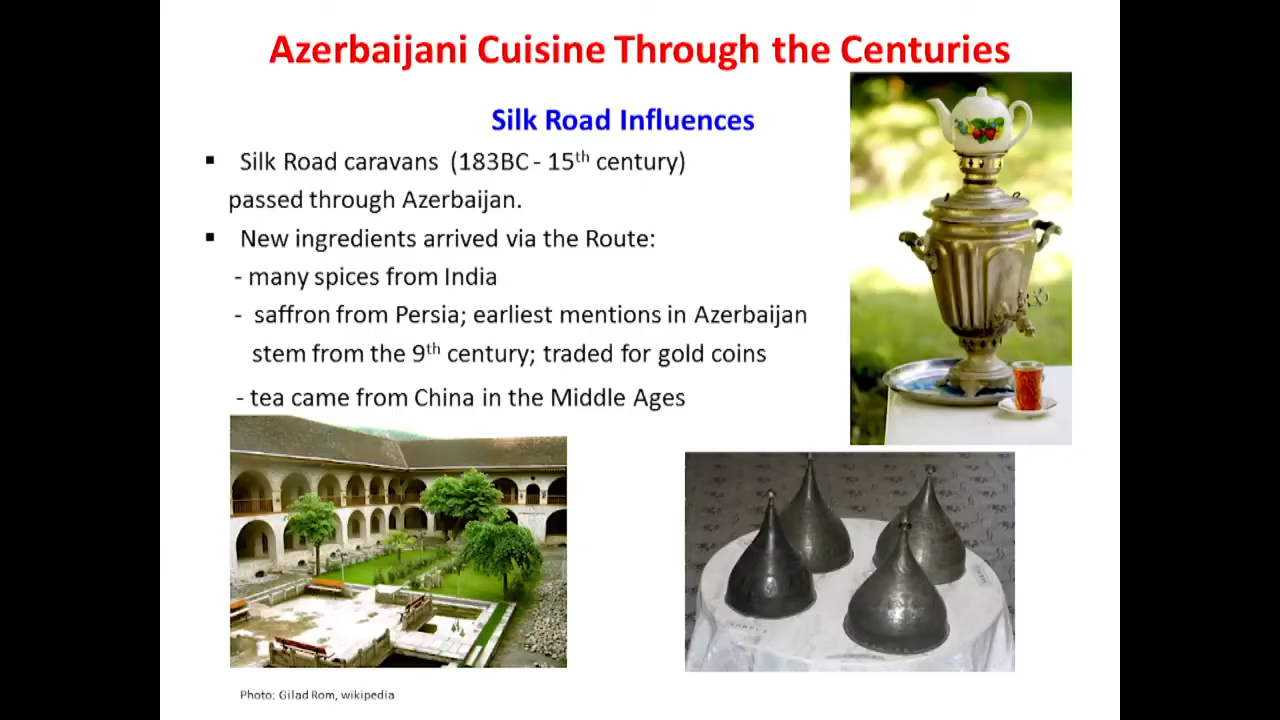 Azerbaijani Cuisine Through the Centuries
Silk Road Influences
▪ Silk Road caravans (183BC - 15th century)
passed through Azerbaijan.
▪ New ingredients arrived via the Route:
- many spices from India
- saffron from Persia; earliest mentions in Azerbaijan
stem from the 9th century; traded for gold coins
- tea came from China in the Middle Ages
Photo: Gilad Rom, wikipedia